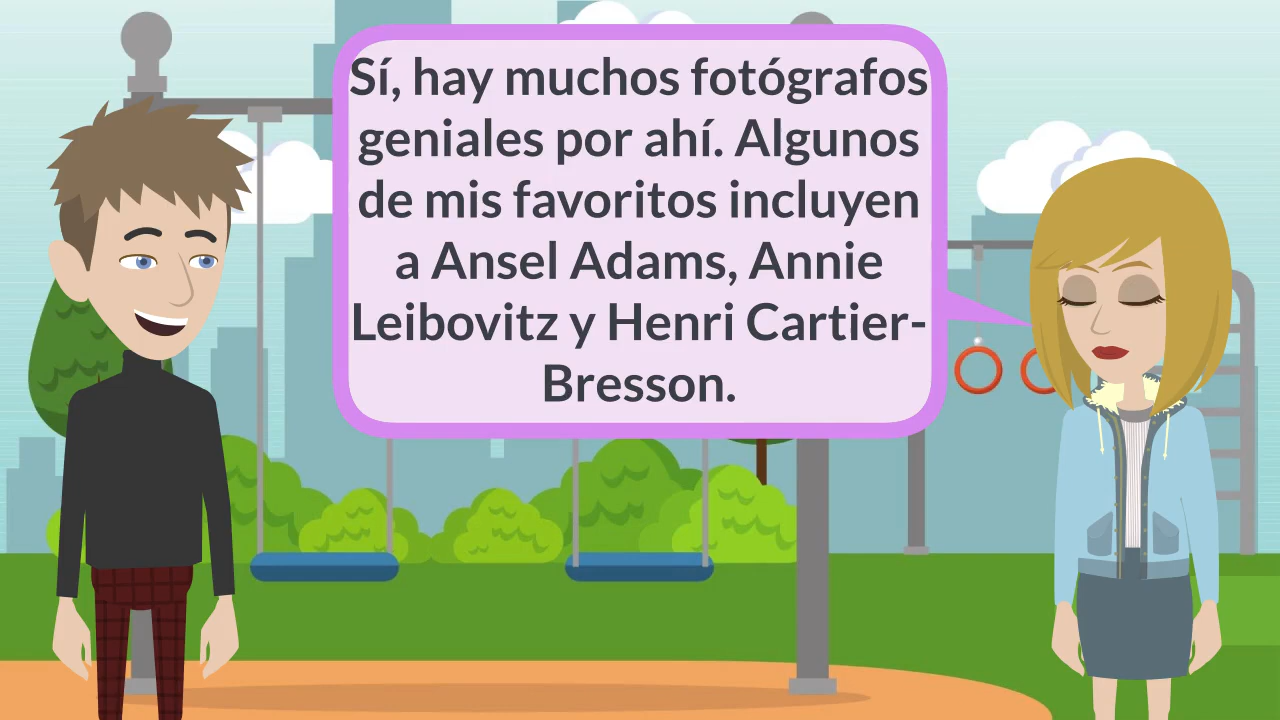 Sí, hay muchos fotógrafos
geniales por ahí. Algunos
de mis favoritos incluyen
a Ansel Adams, Annie
Leibovitz y Henri Cartier-
Bresson.